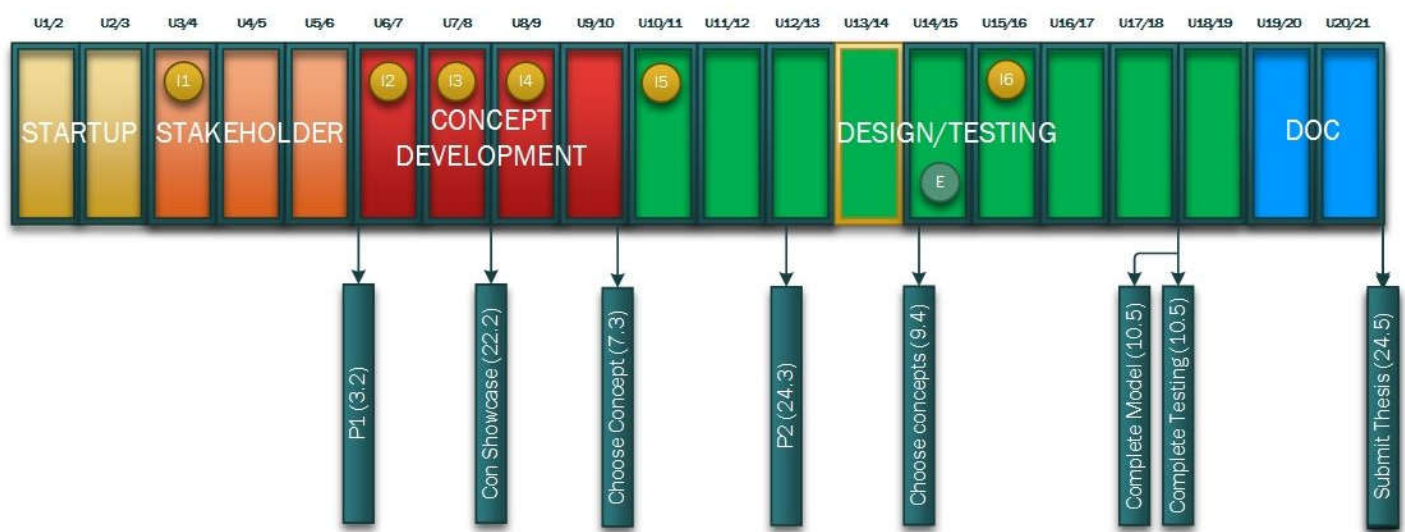 U1/2 U2/3 U3/4 U4/5 U5/6 U6/7 U7/8 U8/9 U9/10 U10/11 U11/12 U12/13 U13/14 U14/15 U15/16 U16/17 U17/18 U18/19 U19/20 U20/21
I1 I2 I3 I4 I5 I6
STARTUP STAKEHOLDER CONCEPT DESIGN/TESTING DOC
DEVELOPMENT
E
P1 (3.2)
Con Showcase (22.2)
Choose Concept (7.3)
P2 (24.3)
Choose concepts (9.4)
Complete Model (10.5)
Complete Testing (10.5)
Submit Thesis (24.5)